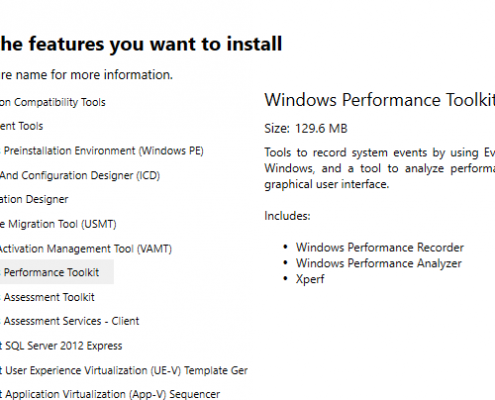 he features you want to install
re name for more information.
on Compatibility Tools
ent Tools
Preinstallation Environment (Windows PE)
And Configuration Designer (ICD)
ation Designer
e Migration Tool (USMT)
Activation Management Tool (VAMT)
Performance Toolkit
Assessment Toolkit
Assessment Services - Client
t SQL Server 2012 Express
t User Experience Virtualization (UE-V) Template Ger
t Application Virtualization (App-V) Sequencer
Windows Performance Toolkit
Size: 129.6 MB
Tools to record system events by using Ev
Windows, and a tool to analyze performa
graphical user interface.
Includes:
• Windows Performance Recorder
• Windows Performance Analyzer
• Xperf